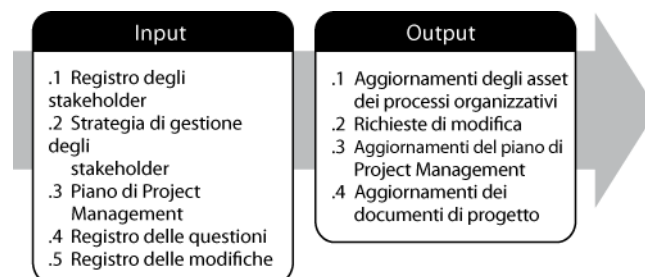 Input
.1 Registro degli
stakeholder
.2 Strategia di gestione
degli
stakeholder
.3 Piano di Project
Management
.4 Registro delle questioni
.5 Registro delle modifiche
Output
.1 Aggiornamenti degli asset
dei processi organizzativi
.2 Richieste di modifica
.3 Aggiornamenti del piano di
Project Management
.4 Aggiornamenti dei
documenti di progetto